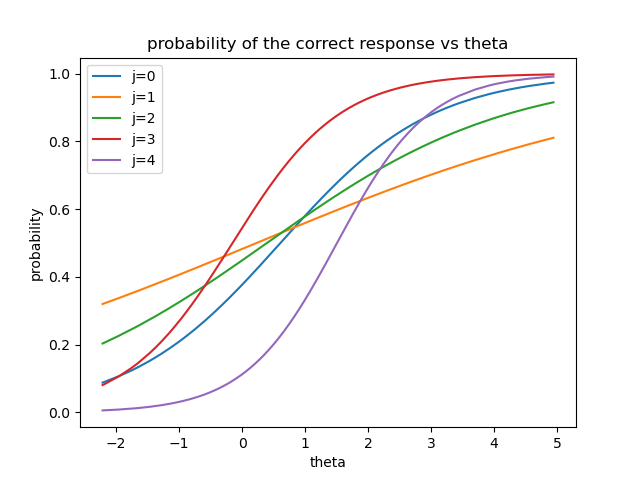 probability of the correct response vs theta
j=0
j=1
j=2
j=3
j=4
1.0
0.8
0.6
0.4
0.2
0.0
probability
−2 −1 0 1 2 3 4 5
theta